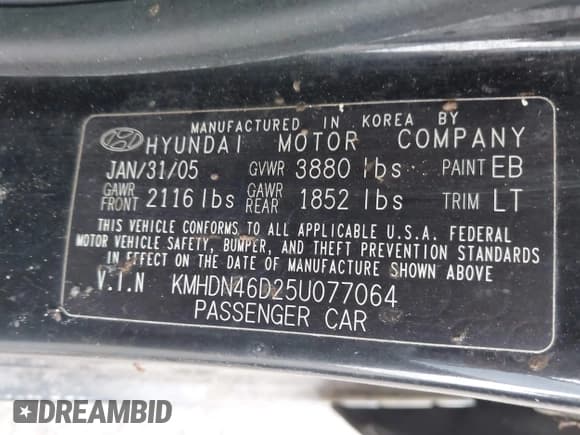 MANUFACTURED IN KOREA BY
HYUNDAI MOTOR COMPANY
JAN/31/05 GVWR 3880 lbs PAINT EB
GAWR FRONT 2116 lbs GAWR REAR 1852 lbs TRIM LT
THIS VEHICLE CONFORMS TO ALL APPLICABLE U.S.A. FEDERAL
MOTOR VEHICLE SAFETY, BUMPER, AND THEFT PREVENTION STANDARDS
IN EFFECT ON THE DATE OF MANUFACTURE SHOWN ABOVE
V.I.N KMHDN46D25U077064
PASSENGER CAR
DREAMBID